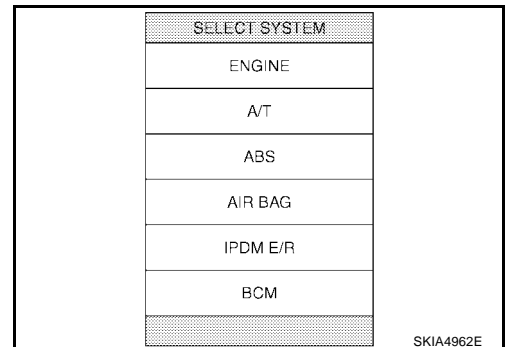 SELECT SYSTEM
ENGINE
A/T
ABS
AIR BAG
IPDM E/R
BCM
SKIA4962E